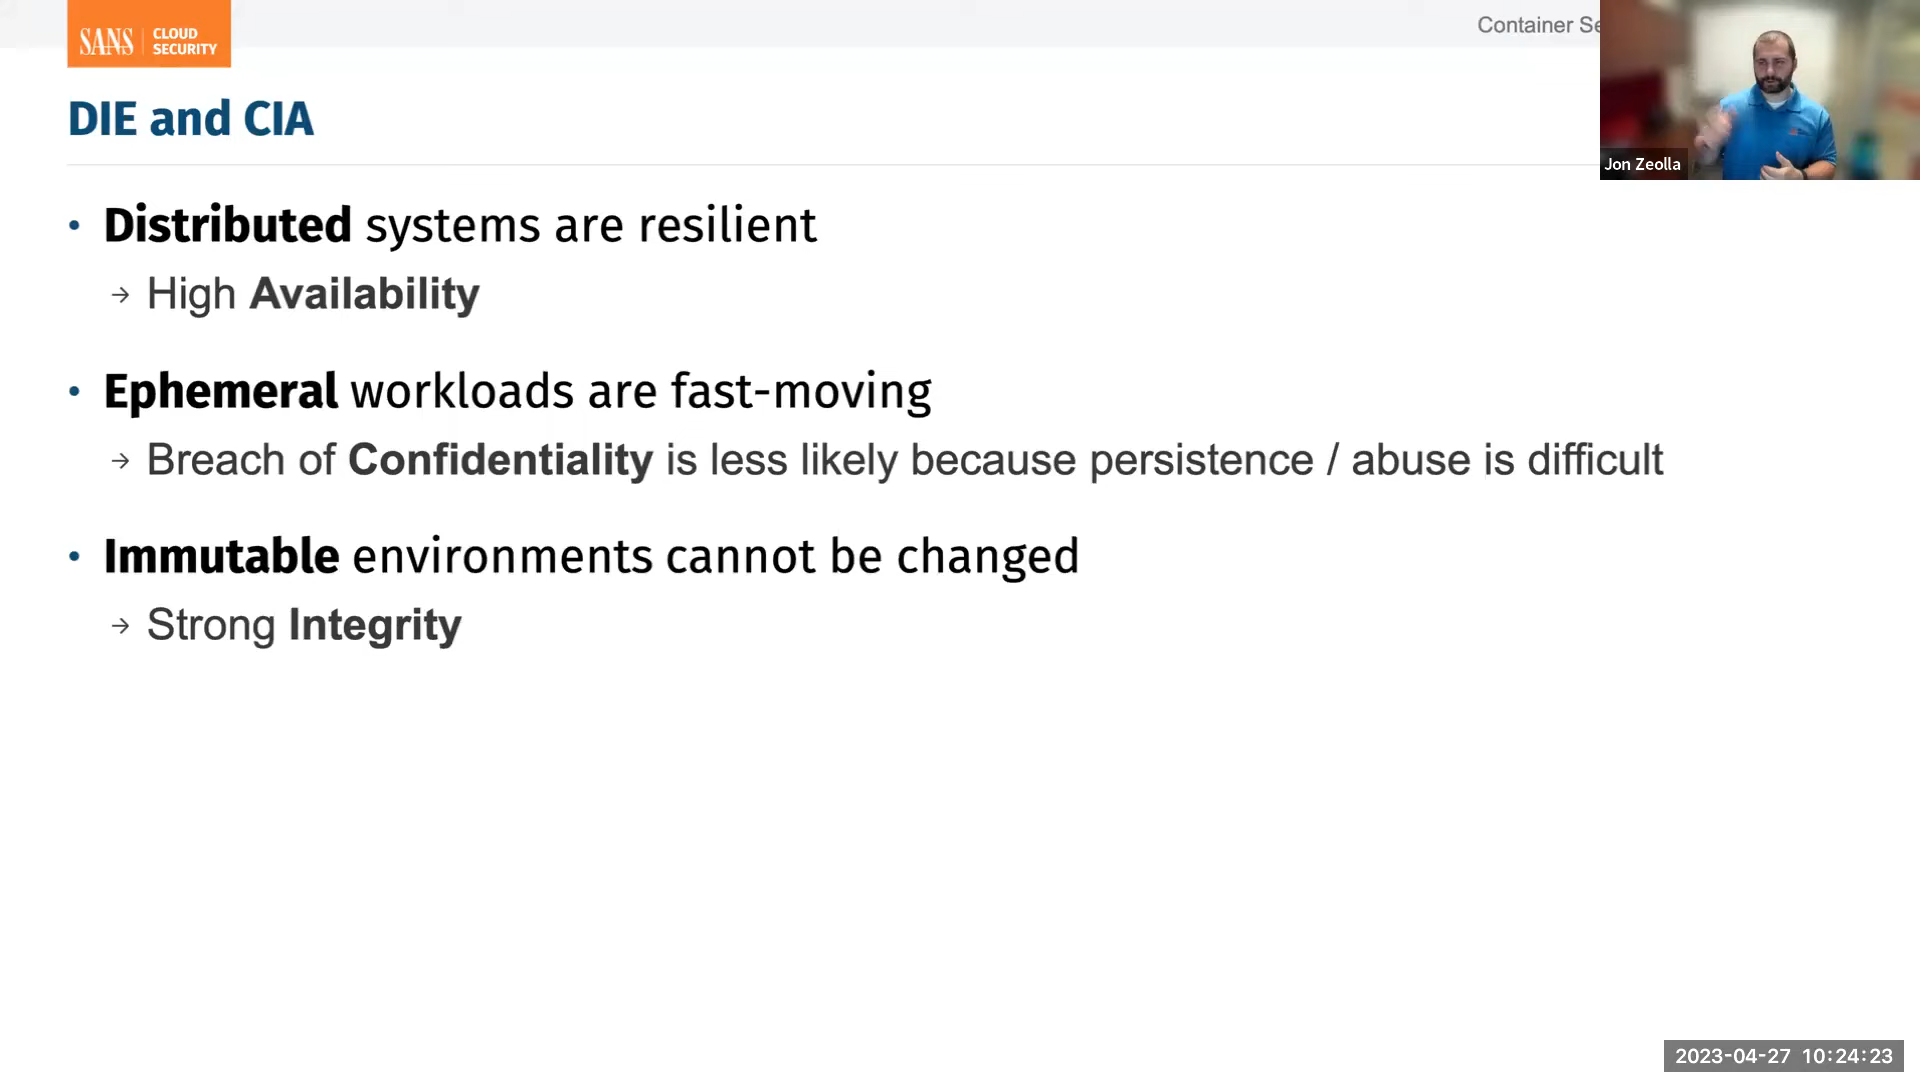 SANS
CLOUD
SECURITY
Container
Jon Zeolla
DIE and CIA
• Distributed systems are resilient
→ High Availability
• Ephemeral workloads are fast-moving
→ Breach of Confidentiality is less likely because persistence / abuse is difficult
• Immutable environments cannot be changed
→ Strong Integrity
2023-04-27 10:24:23